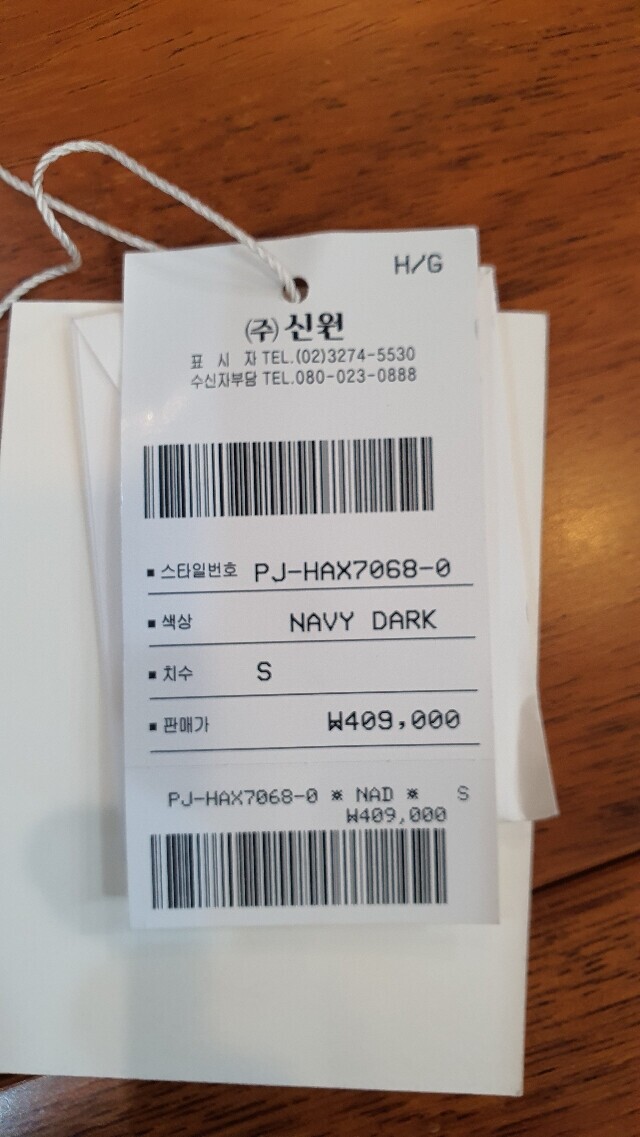 H/G
(주)신원
표 시 자 TEL.(02)3274-5530
수신자부담 TEL.080-023-0888
▪ 스타일번호 PJ-HAX7068-0
▪ 색상 NAVY DARK
▪ 치수 S
▪ 판매가 ₩409,000
PJ-HAX7068-0 ※ NAD ※ S
₩409,000